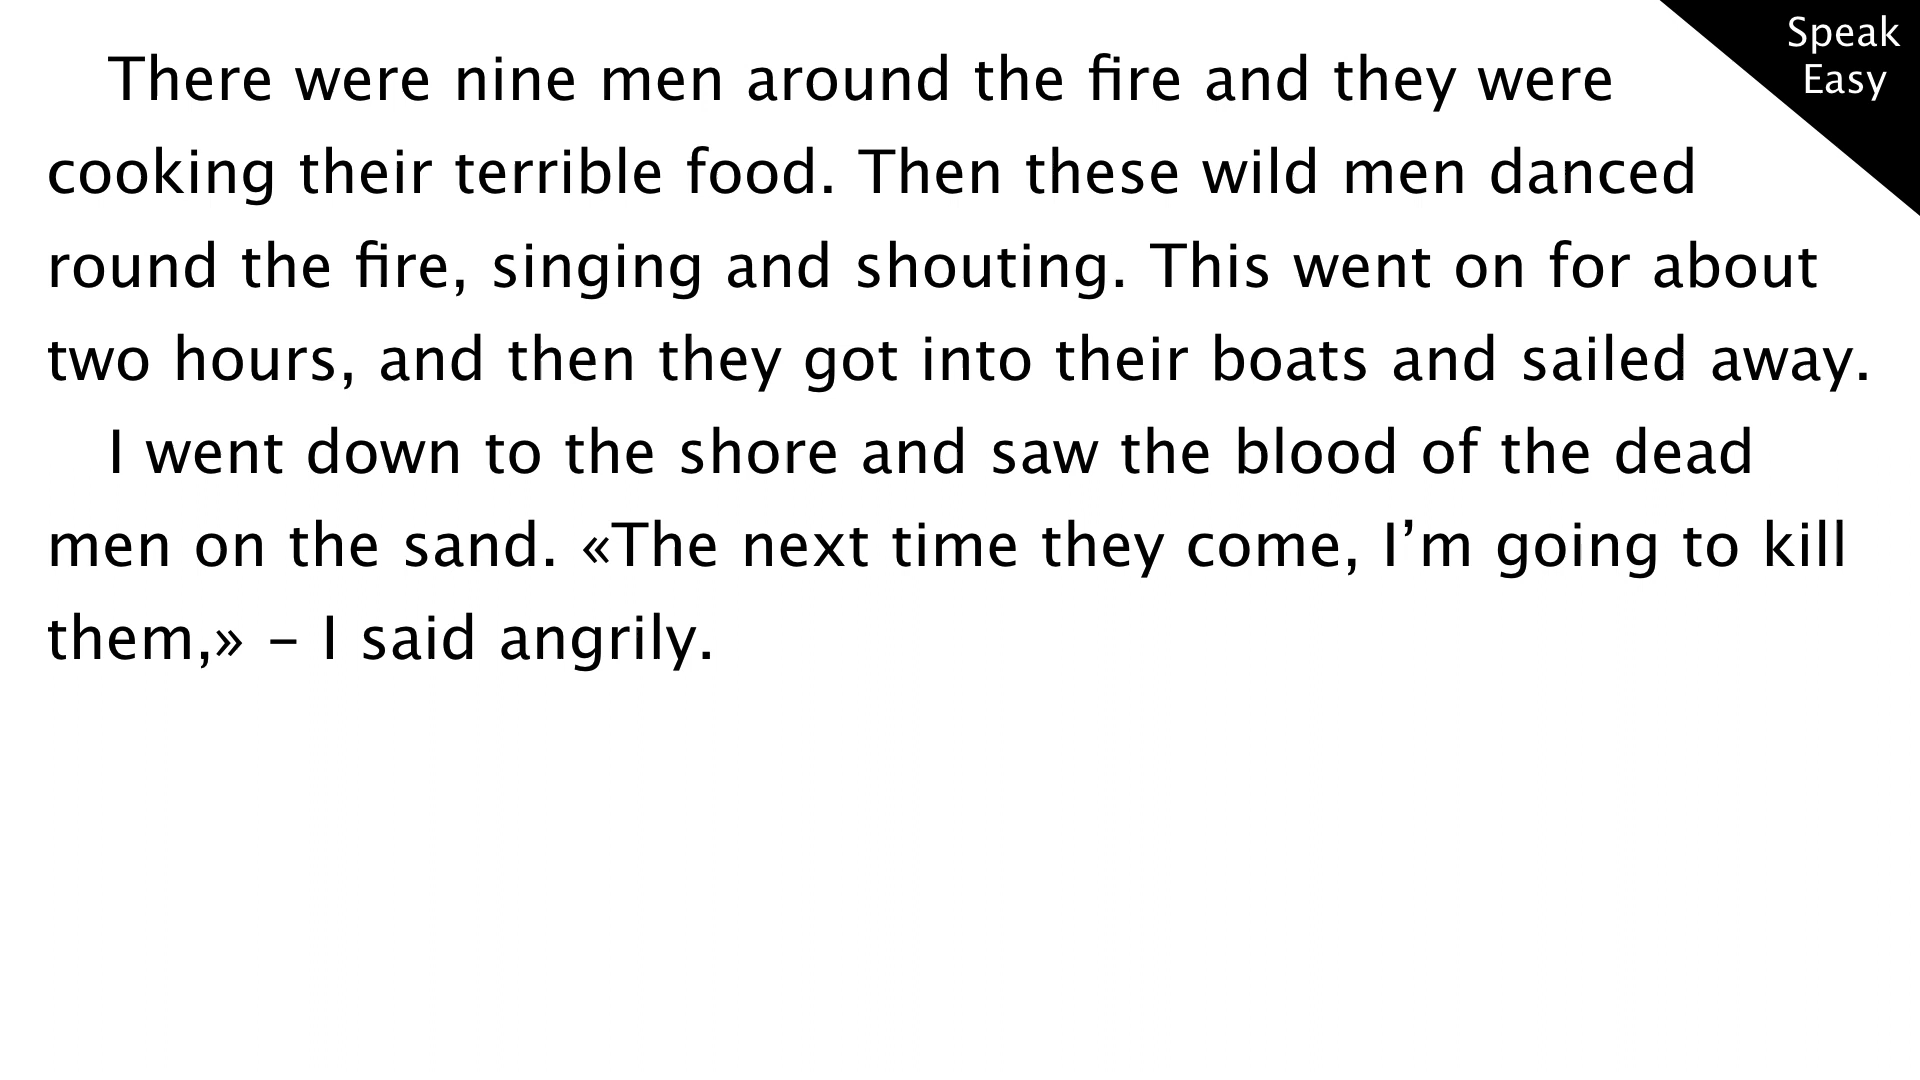 There were nine men around the fire and they were
cooking their terrible food. Then these wild men danced
round the fire, singing and shouting. This went on for about
two hours, and then they got into their boats and sailed away.
I went down to the shore and saw the blood of the dead
men on the sand. «The next time they come, I’m going to kill
them,» – I said angrily.
Speak
Easy